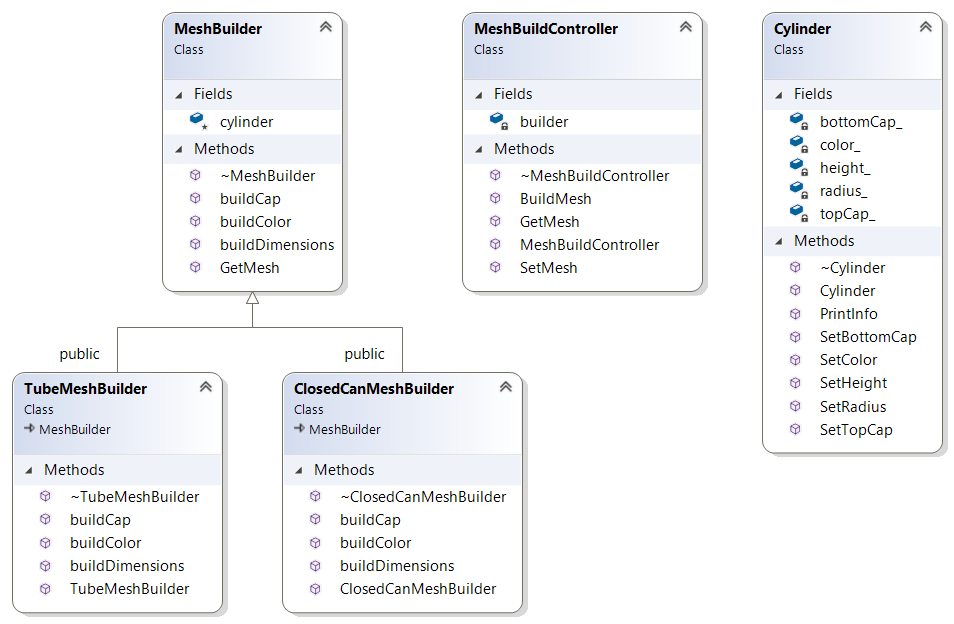 MeshBuilder
Class
Fields
cylinder
Methods
~MeshBuilder
buildCap
buildColor
buildDimensions
GetMesh
MeshBuildController
Class
Fields
builder
Methods
~MeshBuildController
BuildMesh
GetMesh
MeshBuildController
SetMesh
Cylinder
Class
Fields
bottomCap_
color_
height_
radius_
topCap_
Methods
~Cylinder
Cylinder
PrintInfo
SetBottomCap
SetColor
SetHeight
SetRadius
SetTopCap
public
public
TubeMeshBuilder
Class
MeshBuilder
Methods
~TubeMeshBuilder
buildCap
buildColor
buildDimensions
TubeMeshBuilder
ClosedCanMeshBuilder
Class
MeshBuilder
Methods
~ClosedCanMeshBuilder
buildCap
buildColor
buildDimensions
ClosedCanMeshBuilder